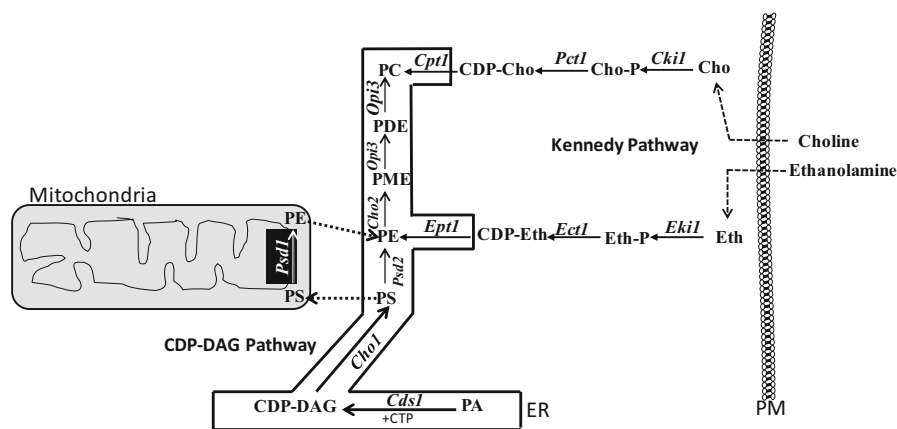 PC Cpt1 CDP-Cho Pct1 Cho-P Cki1 Cho
Opi3
PDE
Choline
Kennedy Pathway
Opi3
Ethanolamine
PME
Mitochondria
Cho2
PE
PE Ept1 CDP-Eth Ect1 Eth-P Eki1 Eth
Psd1
Psd2
PS
PS
CDP-DAG Pathway
Cho1
CDP-DAG Cds1 PA
+CTP
ER
PM